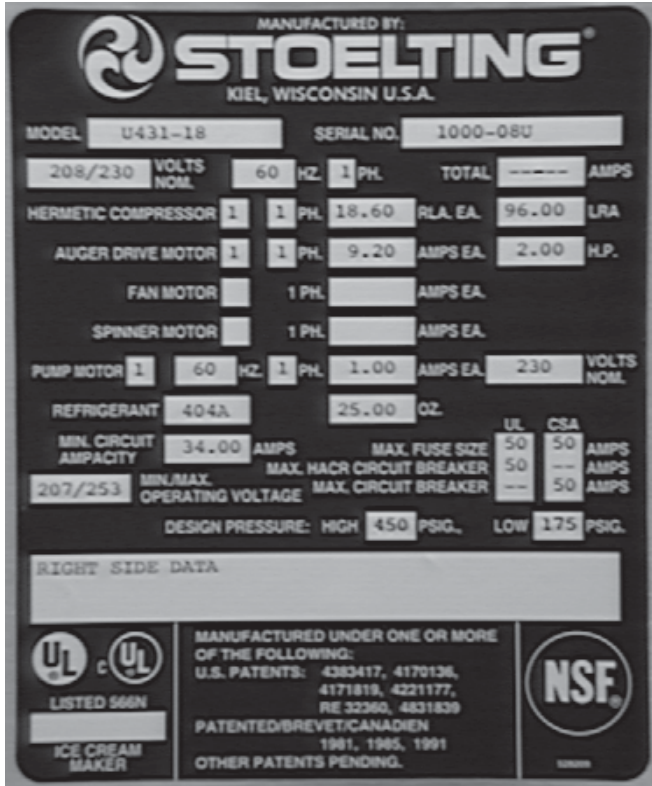 MANUFACTURED BY:
STOELTING®
KIEL, WISCONSIN U.S.A.
MODEL U431-18 SERIAL NO. 1000-08U
208/230 VOLTS NOM. 60 HZ. 1 PH. TOTAL ----- AMPS
HERMETIC COMPRESSOR 1 1 PH. 18.60 RLA. EA. 96.00 LRA
AUGER DRIVE MOTOR 1 1 PH. 9.20 AMPS EA. 2.00 H.P.
FAN MOTOR 1 PH. AMPS EA.
SPINNER MOTOR 1 PH. AMPS EA.
PUMP MOTOR 1 60 HZ. 1 PH. 1.00 AMPS EA. 230 VOLTS NOM.
REFRIGERANT 404A 25.00 OZ.
UL CSA
MIN. CIRCUIT AMPACITY 34.00 AMPS
MAX. FUSE SIZE 50 50 AMPS
MAX. HACR CIRCUIT BREAKER 50 -- AMPS
207/253 MIN./MAX. OPERATING VOLTAGE
MAX. CIRCUIT BREAKER -- 50 AMPS
DESIGN PRESSURE: HIGH 450 PSIG., LOW 175 PSIG.
RIGHT SIDE DATA
UL® c UL®
LISTED 566N
ICE CREAM
MAKER
MANUFACTURED UNDER ONE OR MORE
OF THE FOLLOWING:
U.S. PATENTS: 4383417, 4170136,
4171819, 4221177,
RE 32360, 4831839
PATENTED/BREVET/CANADIEN
1981, 1985, 1991
OTHER PATENTS PENDING.
NSF®